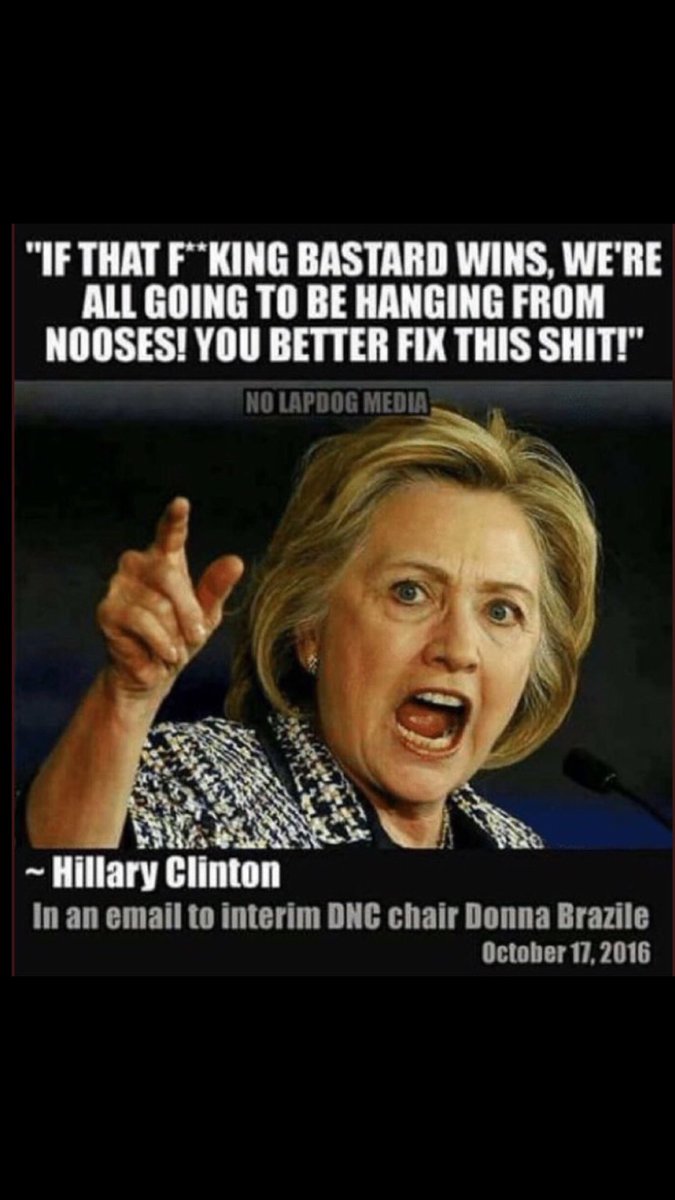 "IF THAT F**KING BASTARD WINS, WE'RE
ALL GOING TO BE HANGING FROM
NOOSES! YOU BETTER FIX THIS SHIT!"
NO LAPDOG MEDIA
~ Hillary Clinton
In an email to interim DNC chair Donna Brazile
October 17, 2016